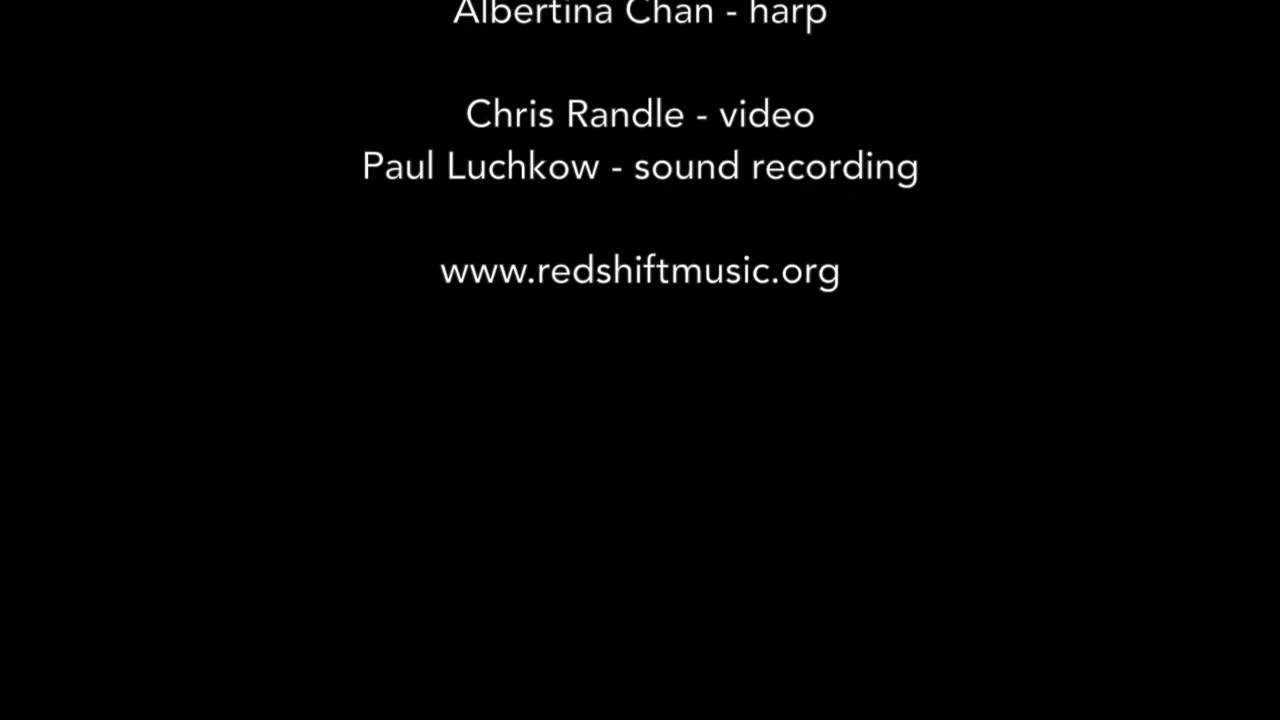 Albertina Chan - harp
Chris Randle - video
Paul Luchkow - sound recording
www.redshiftmusic.org